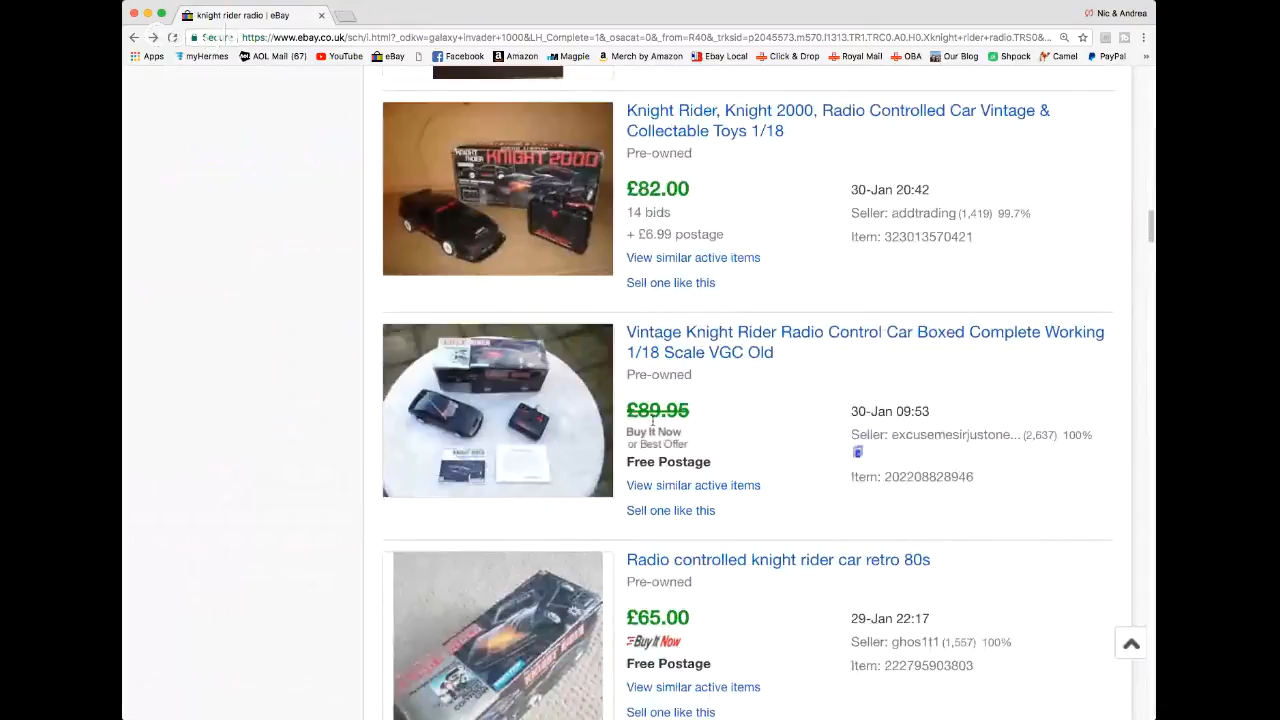 knight rider radio | eBay
Nic & Andrea
Secure https://www.ebay.co.uk/sch/i.html?_odkw=galaxy+invader+1000&LH_Complete=1&_osacat=0&_from=R40&_trksid=p2045573.m570.l1313.TR1.TRC0.A0.H0.Xknight+rider+radio.TRS0&...
Apps myHermes AOL Mail (67) YouTube eBay Facebook Amazon Magpie Merch by Amazon Ebay Local Click & Drop Royal Mail OBA Our Blog Shpock Camel PayPal »
Knight Rider, Knight 2000, Radio Controlled Car Vintage &
Collectable Toys 1/18
Pre-owned
£82.00 30-Jan 20:42
14 bids Seller: addtrading (1,419) 99.7%
+ £6.99 postage Item: 323013570421
View similar active items
Sell one like this
KNIGHT 2000
Vintage Knight Rider Radio Control Car Boxed Complete Working
1/18 Scale VGC Old
Pre-owned
£89.95 30-Jan 09:53
Buy It Now Seller: excusemesirjustone... (2,637) 100%
or Best Offer
Free Postage Item: 202208828946
View similar active items
Sell one like this
Radio controlled knight rider car retro 80s
Pre-owned
£65.00 29-Jan 22:17
Buy It Now Seller: ghos1t1 (1,557) 100%
Free Postage Item: 222795903803
View similar active items
Sell one like this
KNIGHT RIDER